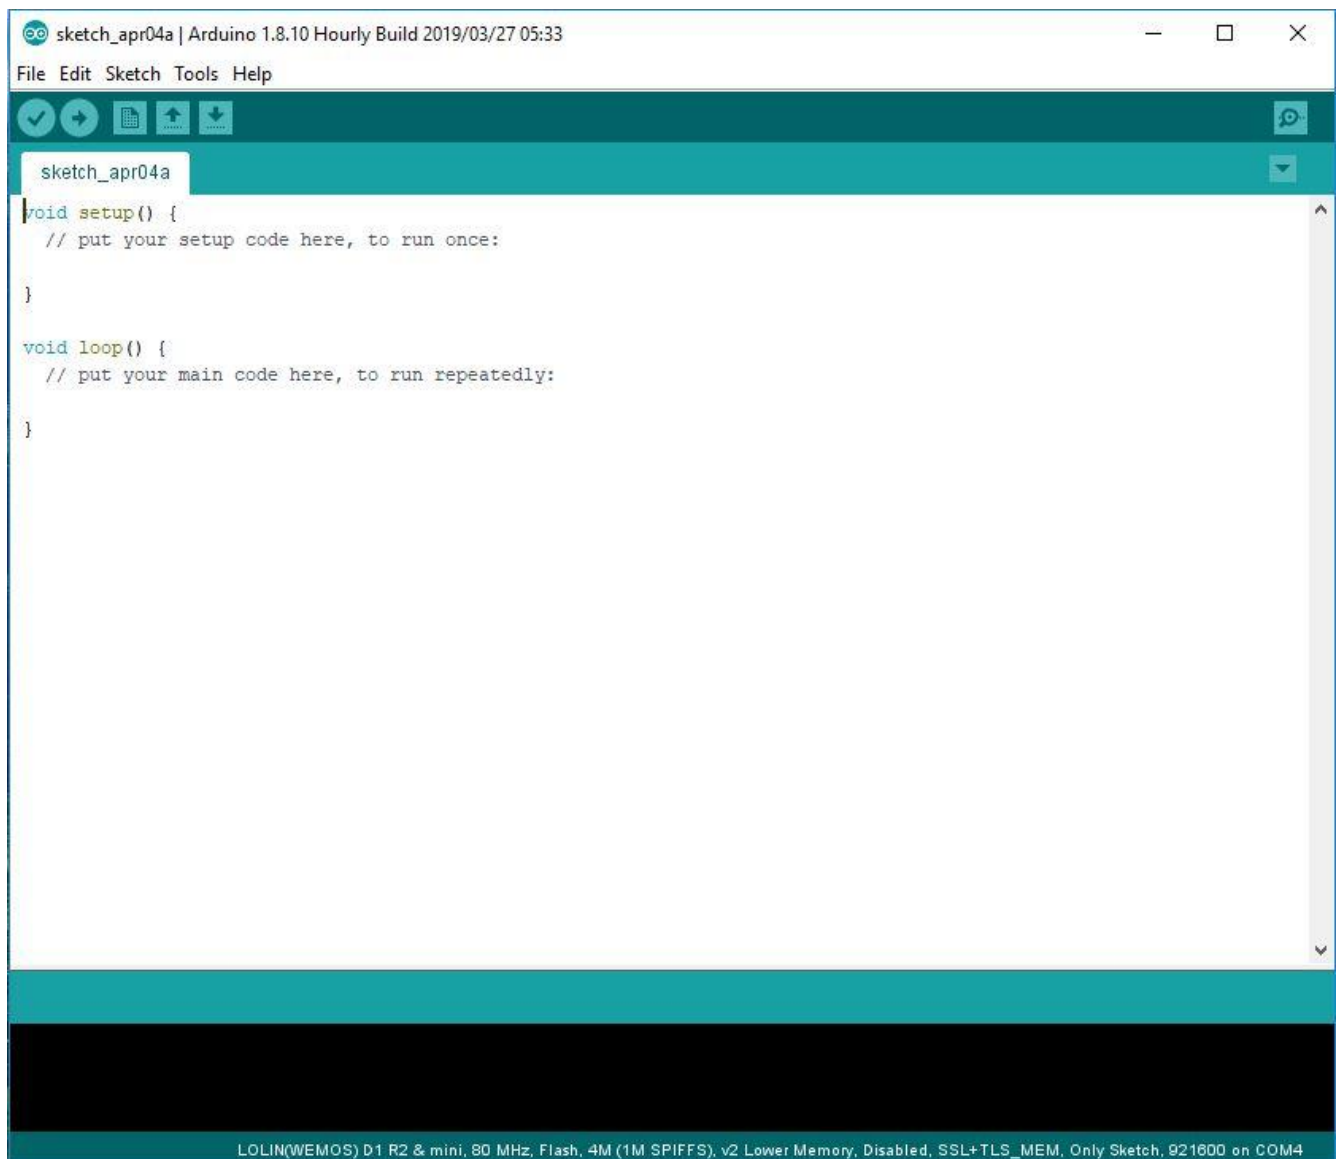 sketch_apr04a | Arduino 1.8.10 Hourly Build 2019/03/27 05:33
File Edit Sketch Tools Help
sketch_apr04a
void setup() {
  // put your setup code here, to run once:
}
void loop() {
  // put your main code here, to run repeatedly:
}
LOLIN(WEMOS) D1 R2 & mini, 80 MHz, Flash, 4M (1M SPIFFS), v2 Lower Memory, Disabled, SSL+TLS_MEM, Only Sketch, 921600 on COM4